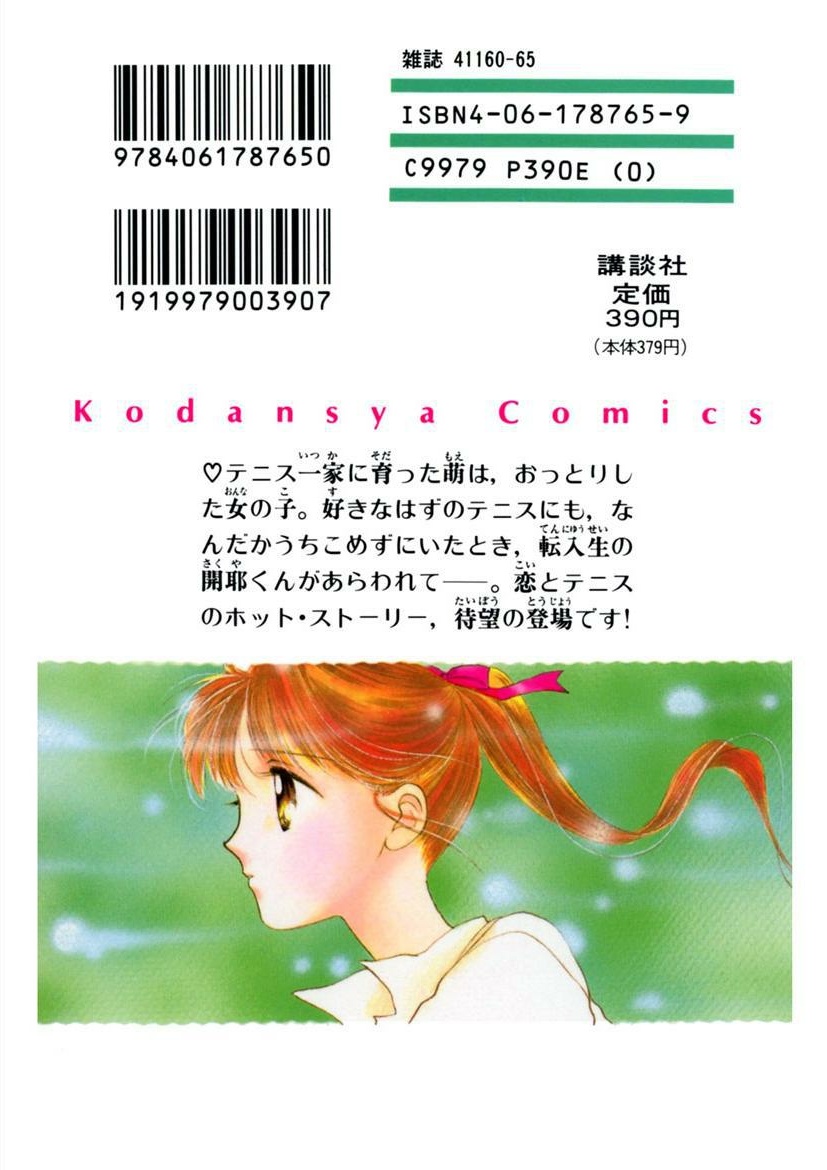 雑誌 41160-65
ISBN4-06-178765-9
C9979 P390E (0)
9784061787650
1919979003907
講談社
定価
390円
(本体379円)
Kodansya Comics
♡テニス一家に育った萌は，おっとりし
た女の子。好きなはずのテニスにも，な
んだかうちこめずにいたとき，転入生の
開耶くんがあらわれて──。恋とテニス
のホット・ストーリー，待望の登場です!